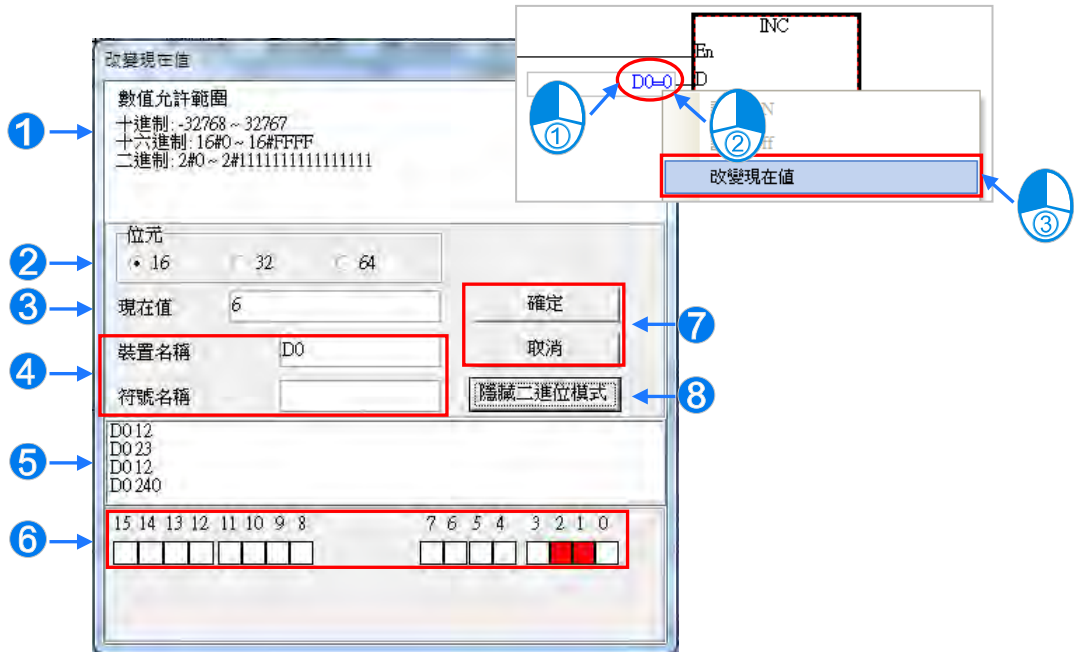 改變現在值
數值允許範圍
十進制: -32768 ~ 32767
十六進制: 16#0 ~ 16#FFFF
二進制: 2#0 ~ 2#1111111111111111
1
位元
16 32 64
2
現在值 6
3
裝置名稱 D0
符號名稱
4
確定
取消
7
隱藏二進位模式
8
D0 12
D0 23
D0 12
D0 240
5
15 14 13 12 11 10 9 8 7 6 5 4 3 2 1 0
6
INC
En
D0=0 D
① ②
改變現在值
③